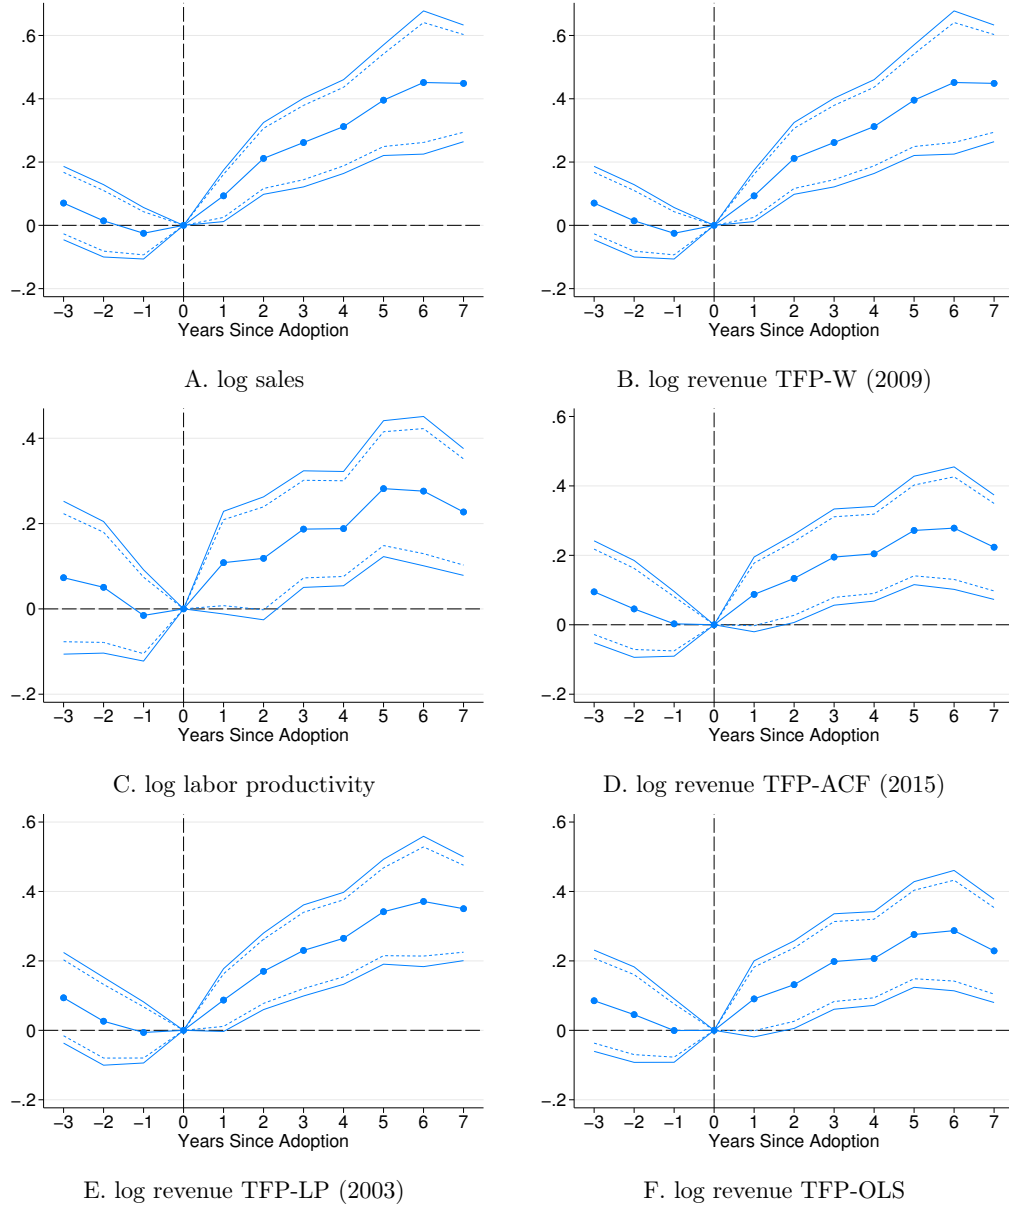 .6
.4
.2
0
−.2
−3 −2 −1 0 1 2 3 4 5 6 7
Years Since Adoption
A. log sales
.6
.4
.2
0
−.2
−3 −2 −1 0 1 2 3 4 5 6 7
Years Since Adoption
B. log revenue TFP-W (2009)
.4
.2
0
−.2
−3 −2 −1 0 1 2 3 4 5 6 7
Years Since Adoption
C. log labor productivity
.6
.4
.2
0
−.2
−3 −2 −1 0 1 2 3 4 5 6 7
Years Since Adoption
D. log revenue TFP-ACF (2015)
.6
.4
.2
0
−.2
−3 −2 −1 0 1 2 3 4 5 6 7
Years Since Adoption
E. log revenue TFP-LP (2003)
.6
.4
.2
0
−.2
−3 −2 −1 0 1 2 3 4 5 6 7
Years Since Adoption
F. log revenue TFP-OLS